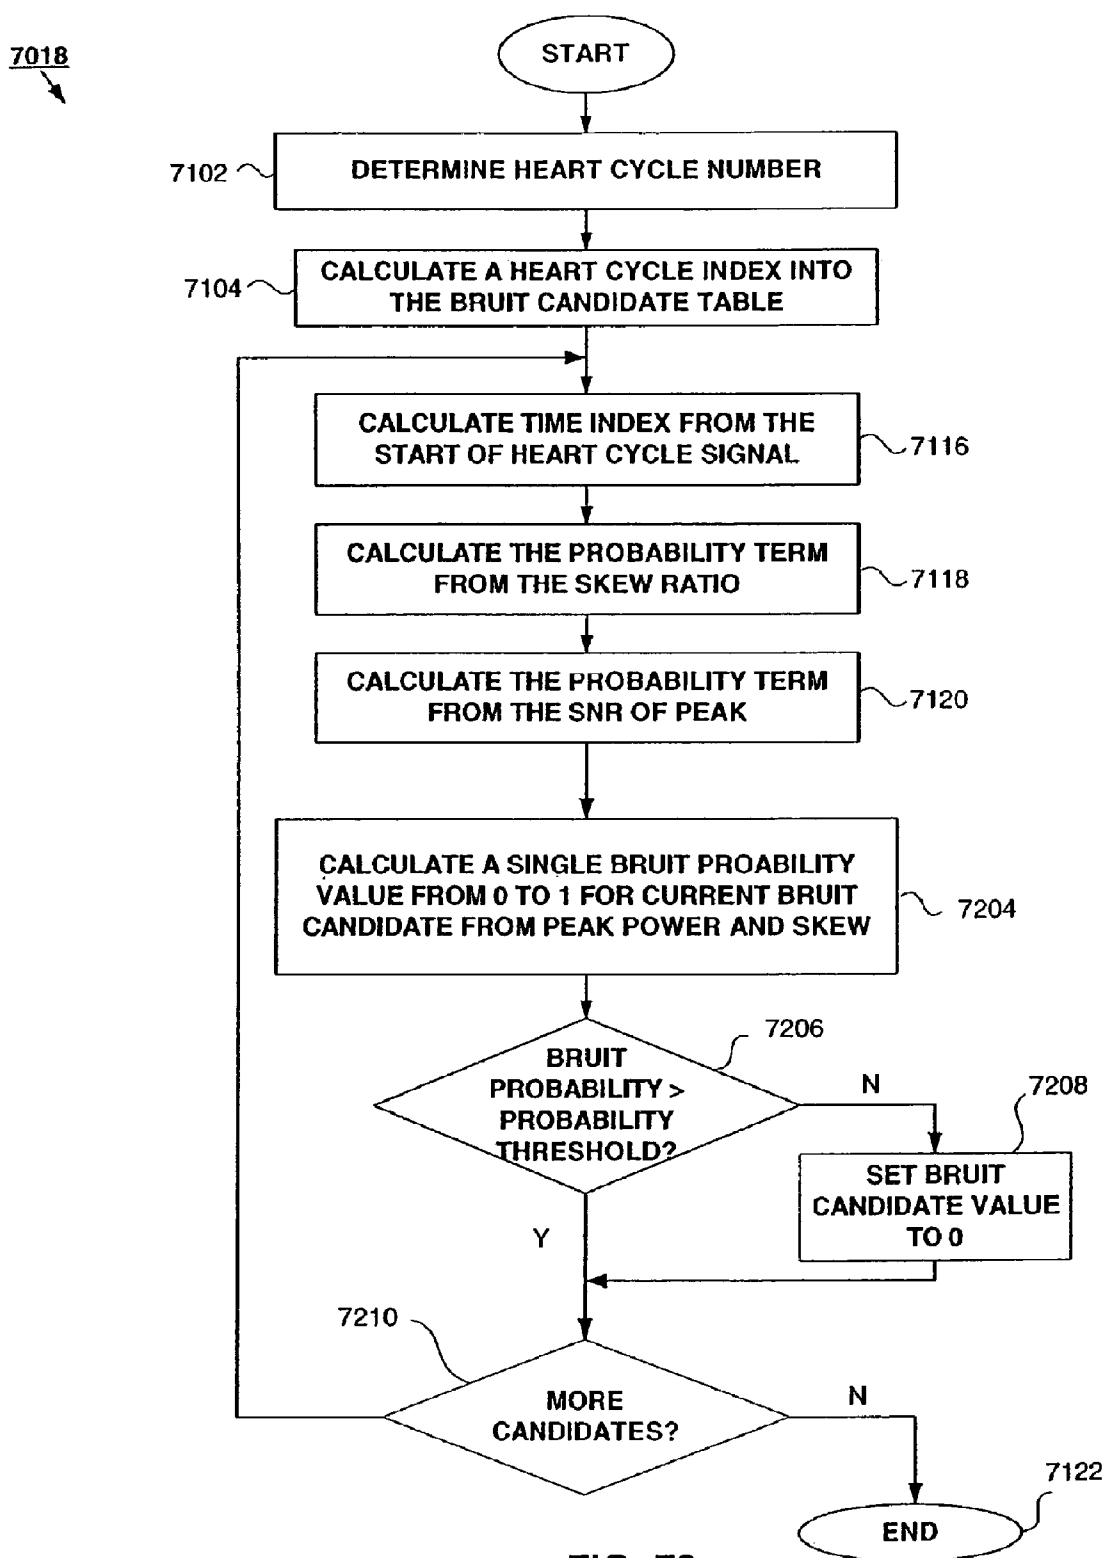 7018
START
7102
DETERMINE HEART CYCLE NUMBER
7104
CALCULATE A HEART CYCLE INDEX INTO
THE BRUIT CANDIDATE TABLE
CALCULATE TIME INDEX FROM THE
START OF HEART CYCLE SIGNAL
7116
CALCULATE THE PROBABILITY TERM
FROM THE SKEW RATIO
7118
CALCULATE THE PROBABILITY TERM
FROM THE SNR OF PEAK
7120
CALCULATE A SINGLE BRUIT PROABILITY
VALUE FROM 0 TO 1 FOR CURRENT BRUIT
CANDIDATE FROM PEAK POWER AND SKEW
7204
7206
BRUIT
PROBABILITY >
PROBABILITY
THRESHOLD?
N
7208
SET BRUIT
CANDIDATE VALUE
TO 0
Y
7210
MORE
CANDIDATES?
N
7122
END